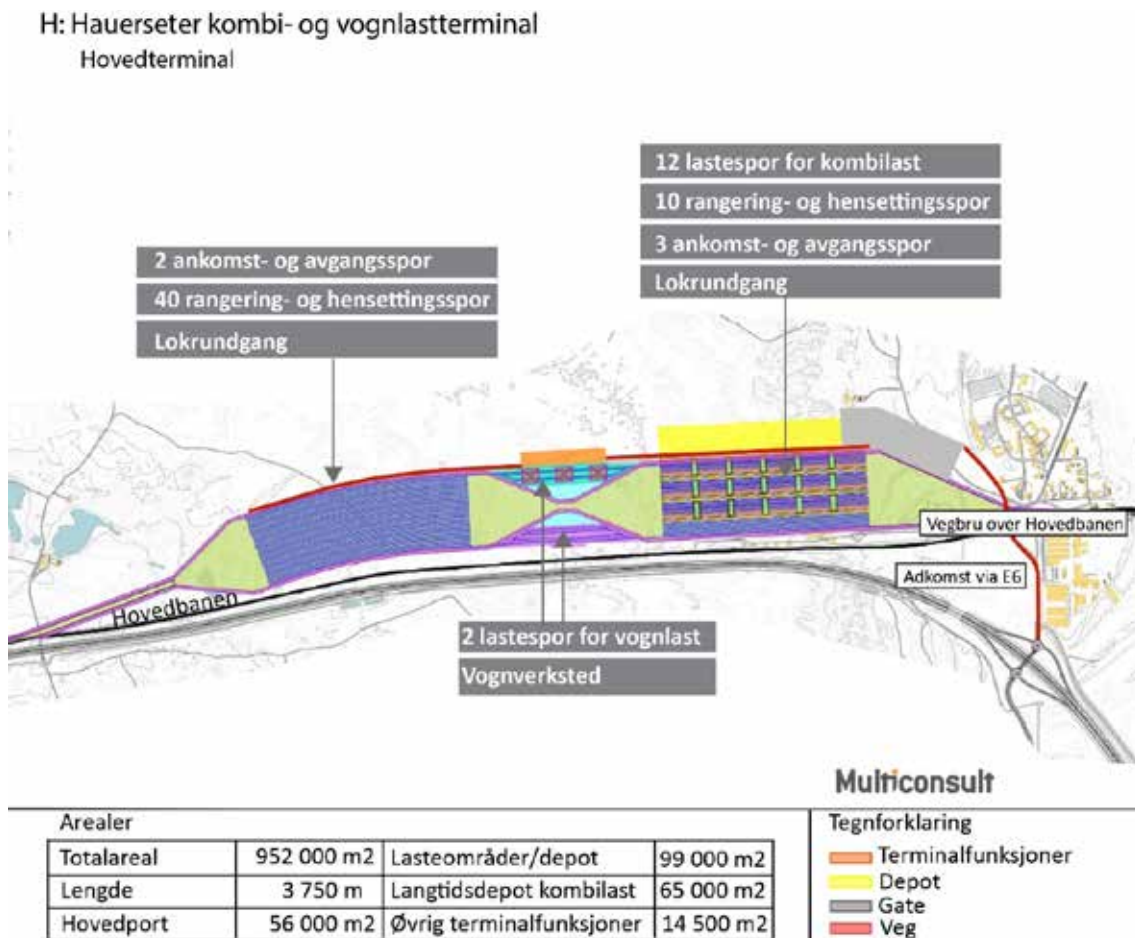 H: Hauerseter kombi- og vognlastterminal
Hovedterminal
12 lastespor for kombilast
10 rangering- og hensettingsspor
3 ankomst- og avgangsspor
Lokrundgang
2 ankomst- og avgangsspor
40 rangering- og hensettingsspor
Lokrundgang
Vegbru over Hovedbanen
Adkomst via E6
Hovedbanen
2 lastespor for vognlast
Vognverksted
Multiconsult
Arealer
Totalareal 952 000 m2 Lasteområder/depot 99 000 m2
Lengde 3 750 m Langtidsdepot kombilast 65 000 m2
Hovedport 56 000 m2 Øvrig terminalfunksjoner 14 500 m2
Tegnforklaring
Terminalfunksjoner
Depot
Gate
Veg